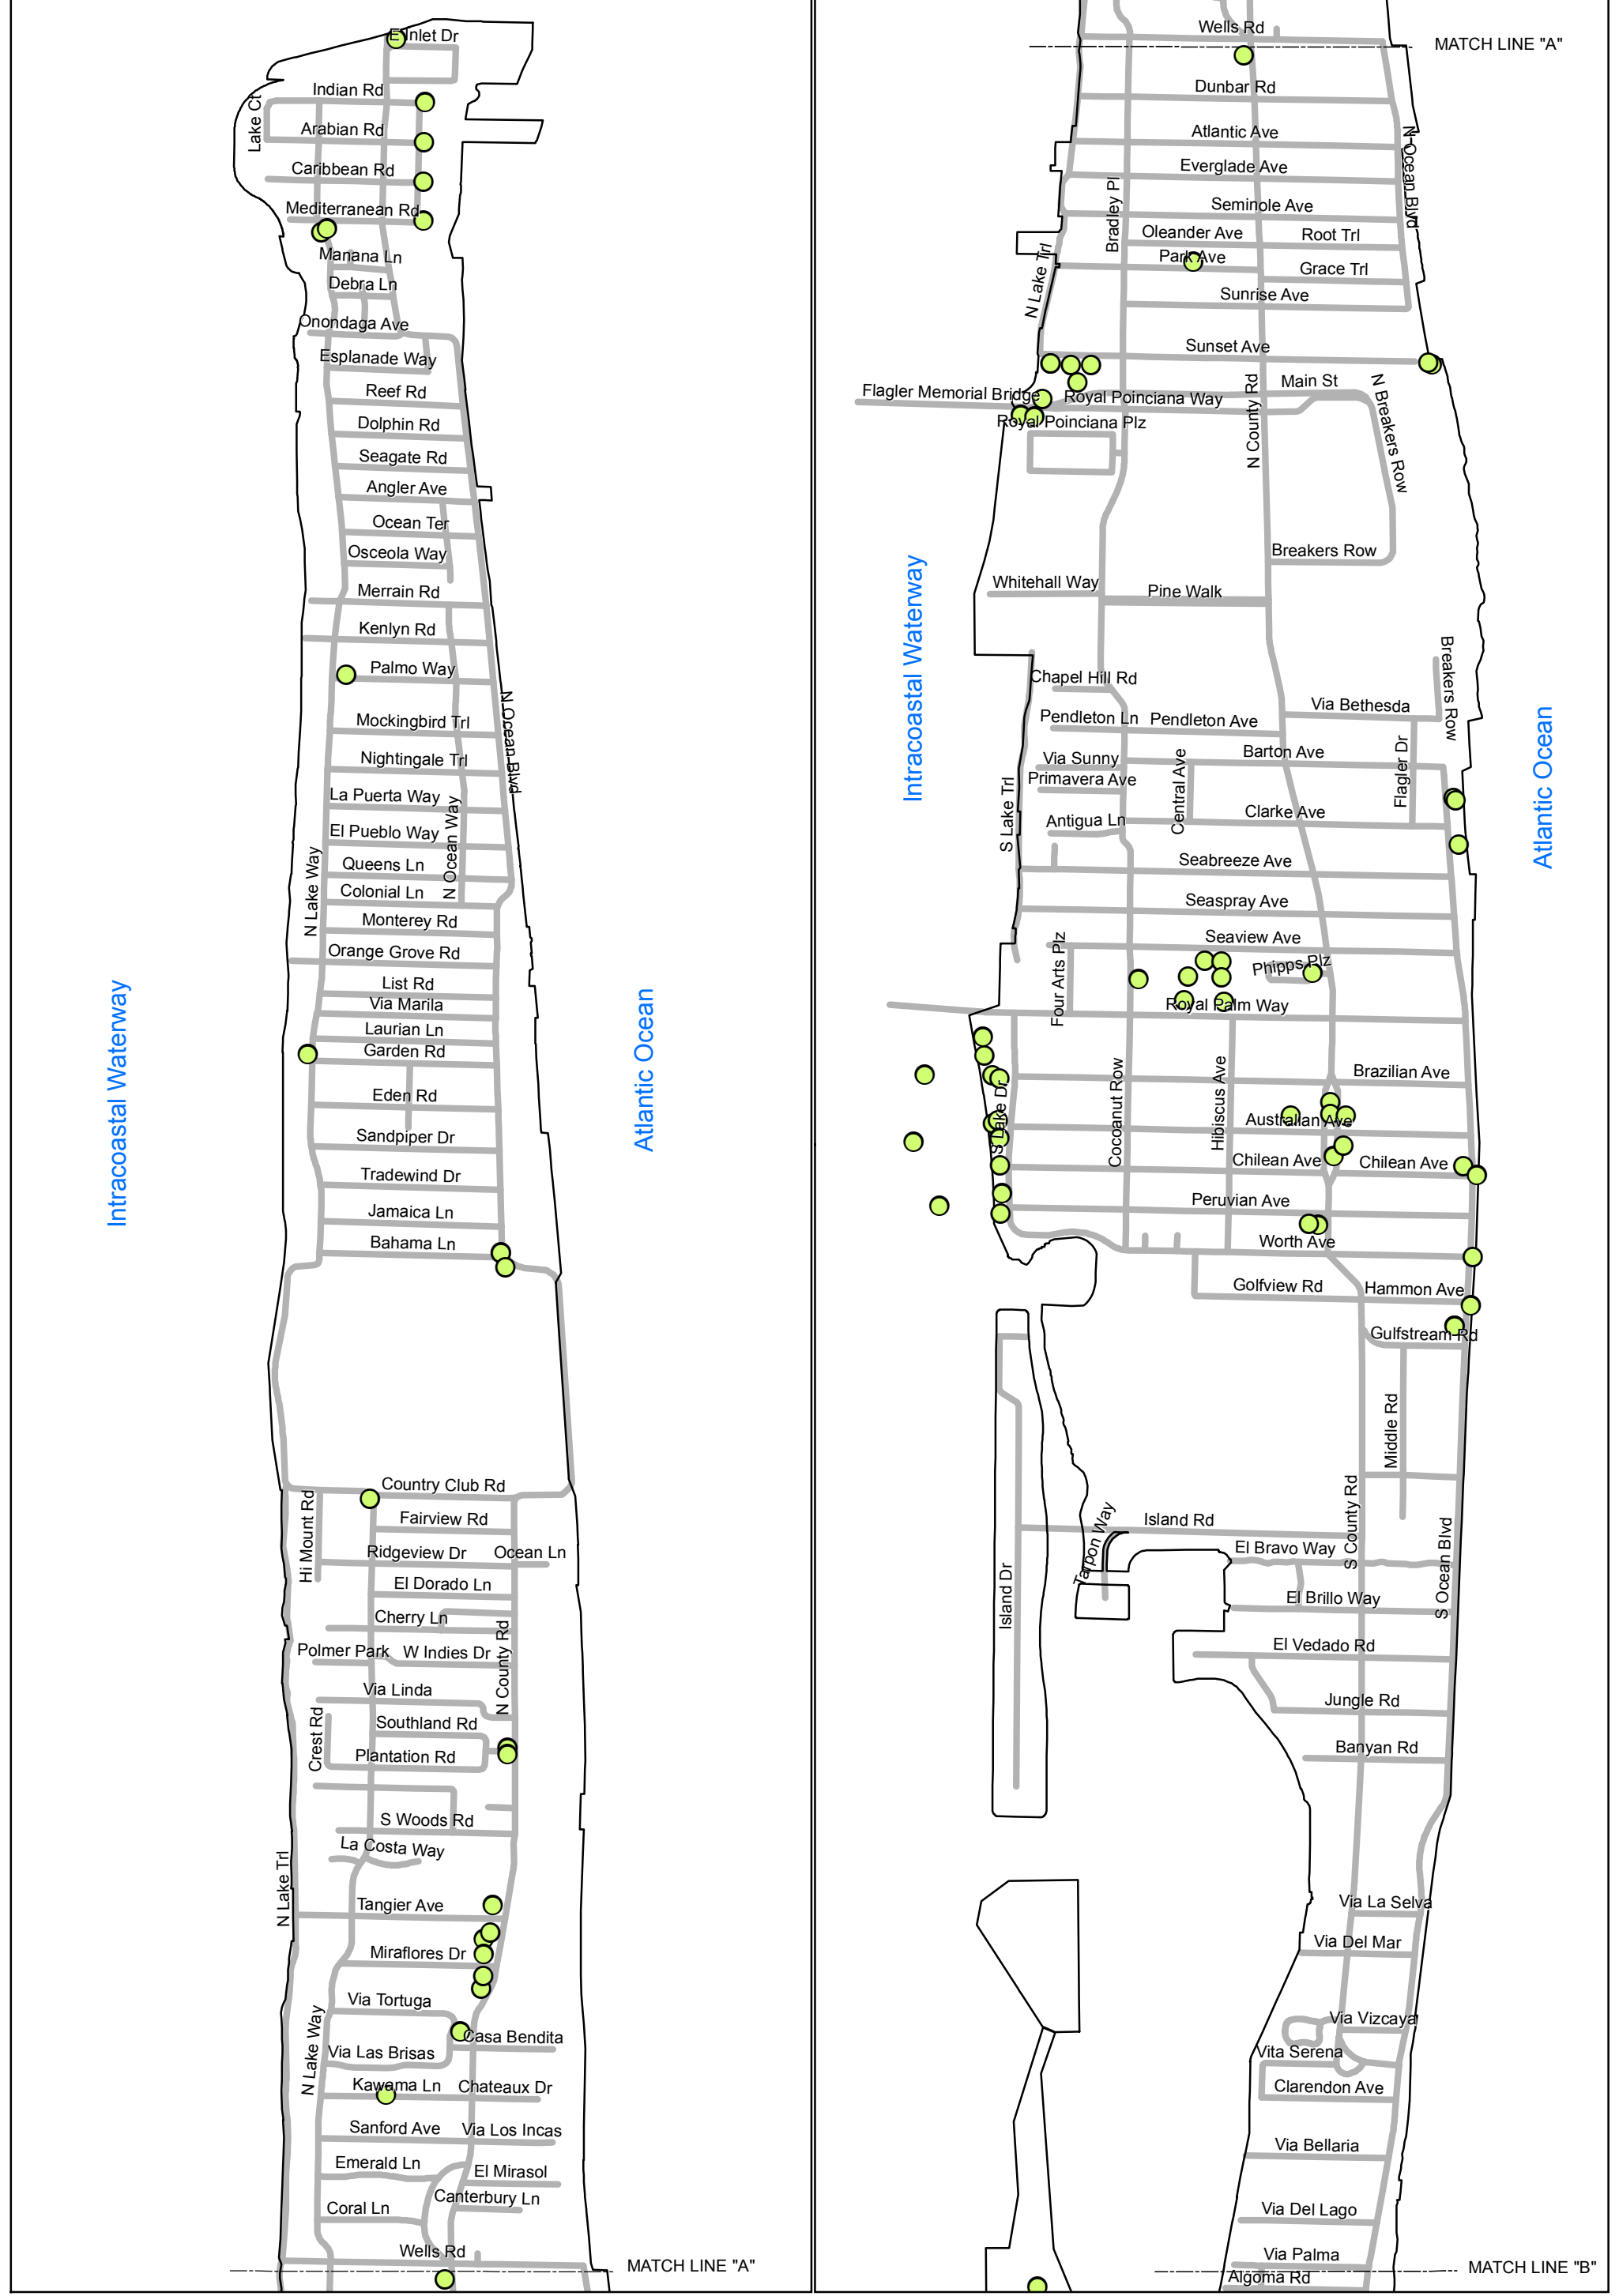 E Inlet Dr
Indian Rd
Lake Ct
Arabian Rd
Caribbean Rd
Mediterranean Rd
Manana Ln
Debra Ln
Onondaga Ave
Esplanade Way
Reef Rd
Dolphin Rd
Seagate Rd
Angler Ave
Ocean Ter
Osceola Way
Merrain Rd
Kenlyn Rd
Palmo Way
N Ocean Blvd
Mockingbird Trl
Nightingale Trl
La Puerta Way
El Pueblo Way
N Ocean Way
Queens Ln
N Lake Way
Colonial Ln
Monterey Rd
Orange Grove Rd
List Rd
Via Marila
Laurian Ln
Garden Rd
Intracoastal Waterway
Atlantic Ocean
Eden Rd
Sandpiper Dr
Tradewind Dr
Jamaica Ln
Bahama Ln
Country Club Rd
Hi Mount Rd
Fairview Rd
Ridgeview Dr
Ocean Ln
El Dorado Ln
Cherry Ln
Polmer Park
W Indies Dr
N County Rd
Via Linda
Crest Rd
Southland Rd
Plantation Rd
S Woods Rd
La Costa Way
N Lake Trl
Tangier Ave
Miraflores Dr
Via Tortuga
Casa Bendita
N Lake Way
Via Las Brisas
Kawama Ln
Chateaux Dr
Sanford Ave
Via Los Incas
Emerald Ln
El Mirasol
Canterbury Ln
Coral Ln
Wells Rd
MATCH LINE "A"
Wells Rd
MATCH LINE "A"
Dunbar Rd
Atlantic Ave
N Ocean Blvd
Everglade Ave
Bradley Pl
Seminole Ave
Oleander Ave
Root Trl
Park Ave
Grace Trl
N Lake Trl
Sunrise Ave
Sunset Ave
Main St
Flagler Memorial Bridge
Royal Poinciana Way
N County Rd
N Breakers Row
Royal Poinciana Plz
Breakers Row
Whitehall Way
Pine Walk
Intracoastal Waterway
Chapel Hill Rd
Breakers Row
Via Bethesda
Pendleton Ln
Pendleton Ave
Barton Ave
Via Sunny
Primavera Ave
Central Ave
Flagler Dr
Atlantic Ocean
S Lake Trl
Antigua Ln
Clarke Ave
Seabreeze Ave
Seaspray Ave
Seaview Ave
Four Arts Plz
Phipps Plz
Royal Palm Way
Brazilian Ave
S Lake Dr
Cocoanut Row
Hibiscus Ave
Australian Ave
Chilean Ave
Chilean Ave
Peruvian Ave
Worth Ave
Golfview Rd
Hammon Ave
Gulfstream Rd
Middle Rd
Island Rd
Tarpon Way
S County Rd
El Bravo Way
S Ocean Blvd
Island Dr
El Brillo Way
El Vedado Rd
Jungle Rd
Banyan Rd
Via La Selva
Via Del Mar
Via Vizcaya
Vita Serena
Clarendon Ave
Via Bellaria
Via Del Lago
Via Palma
MATCH LINE "B"
Algoma Rd